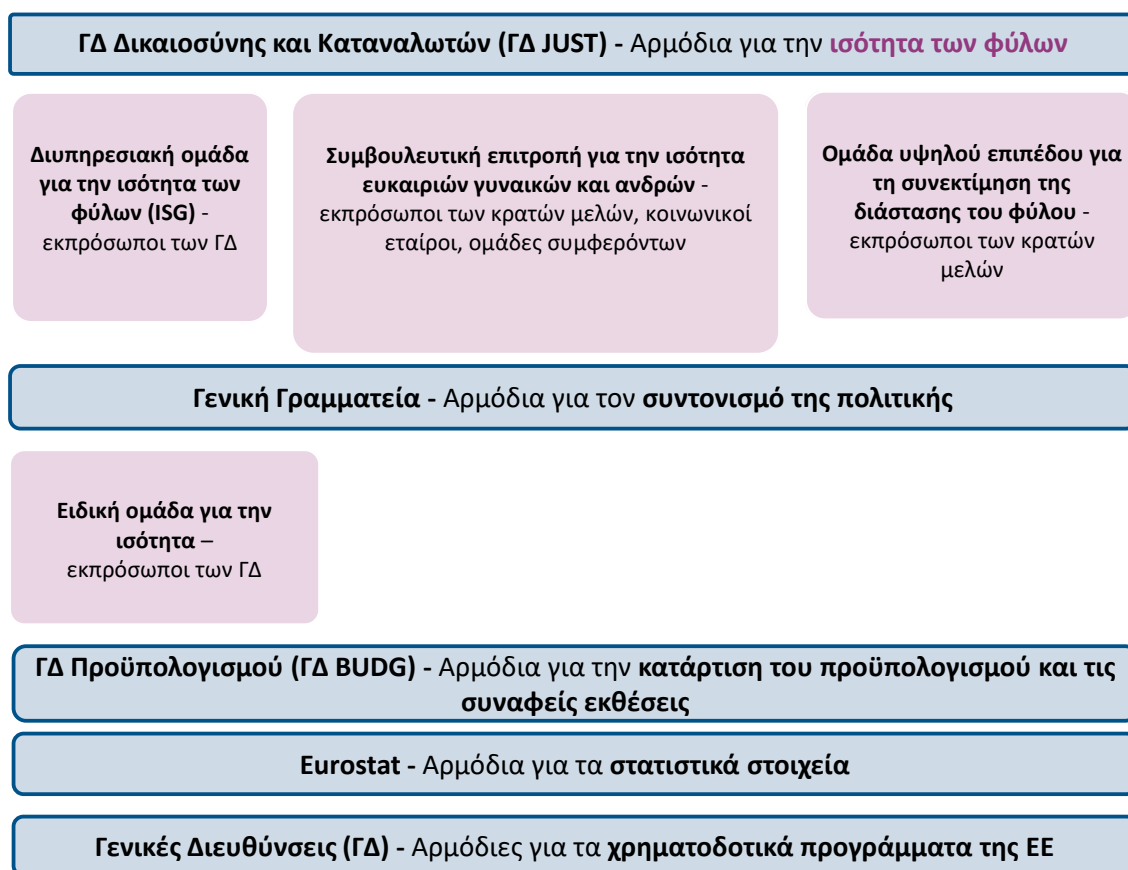 ΓΔ Δικαιοσύνης και Καταναλωτών (ΓΔ JUST) - Αρμόδια για την ισότητα των φύλων
Διυπηρεσιακή ομάδα
για την ισότητα των
φύλων (ISG) -
εκπρόσωποι των ΓΔ
Συμβουλευτική επιτροπή για την ισότητα
ευκαιριών γυναικών και ανδρών -
εκπρόσωποι των κρατών μελών, κοινωνικοί
εταίροι, ομάδες συμφερόντων
Ομάδα υψηλού επιπέδου για
τη συνεκτίμηση της
διάστασης του φύλου -
εκπρόσωποι των κρατών
μελών
Γενική Γραμματεία - Αρμόδια για τον συντονισμό της πολιτικής
Ειδική ομάδα για την
ισότητα –
εκπρόσωποι των ΓΔ
ΓΔ Προϋπολογισμού (ΓΔ BUDG) - Αρμόδια για την κατάρτιση του προϋπολογισμού και τις
συναφείς εκθέσεις
Eurostat - Αρμόδια για τα στατιστικά στοιχεία
Γενικές Διευθύνσεις (ΓΔ) - Αρμόδιες για τα χρηματοδοτικά προγράμματα της ΕΕ